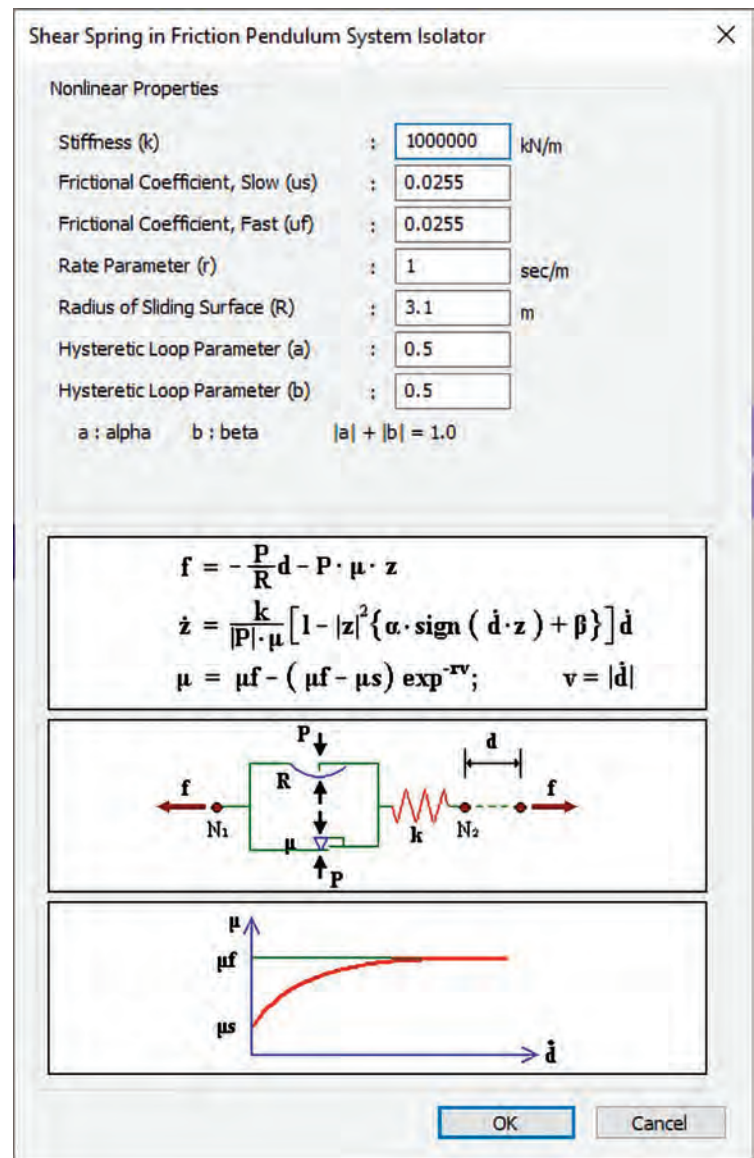 Shear Spring in Friction Pendulum System Isolator
Nonlinear Properties
Stiffness (k) : 1000000 kN/m
Frictional Coefficient, Slow (us) : 0.0255
Frictional Coefficient, Fast (uf) : 0.0255
Rate Parameter (r) : 1 sec/m
Radius of Sliding Surface (R) : 3.1 m
Hysteretic Loop Parameter (a) : 0.5
Hysteretic Loop Parameter (b) : 0.5
a : alpha b : beta |a| + |b| = 1.0
f = - P/R d - P · μ · z
ż = k/|P|·μ [1 - |z|² {α · sign ( ḋ · z ) + β}] ḋ
μ = μf - ( μf - μs ) exp⁻ʳᵛ; v = |ḋ|
P d
f R f
N₁ μ k N₂
P
μ
μf
μs
ḋ
OK Cancel